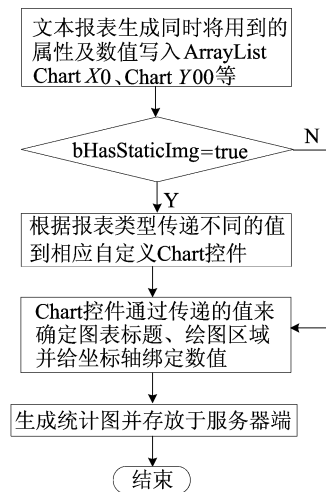 文本报表生成同时将用到的
属性及数值写入ArrayList
Chart X0、Chart Y00等
bHasStaticImg=true
N
Y
根据报表类型传递不同的值
到相应自定义Chart控件
Chart控件通过传递的值来
确定图表标题、绘图区域
并给坐标轴绑定数值
生成统计图并存放于服务器端
结束